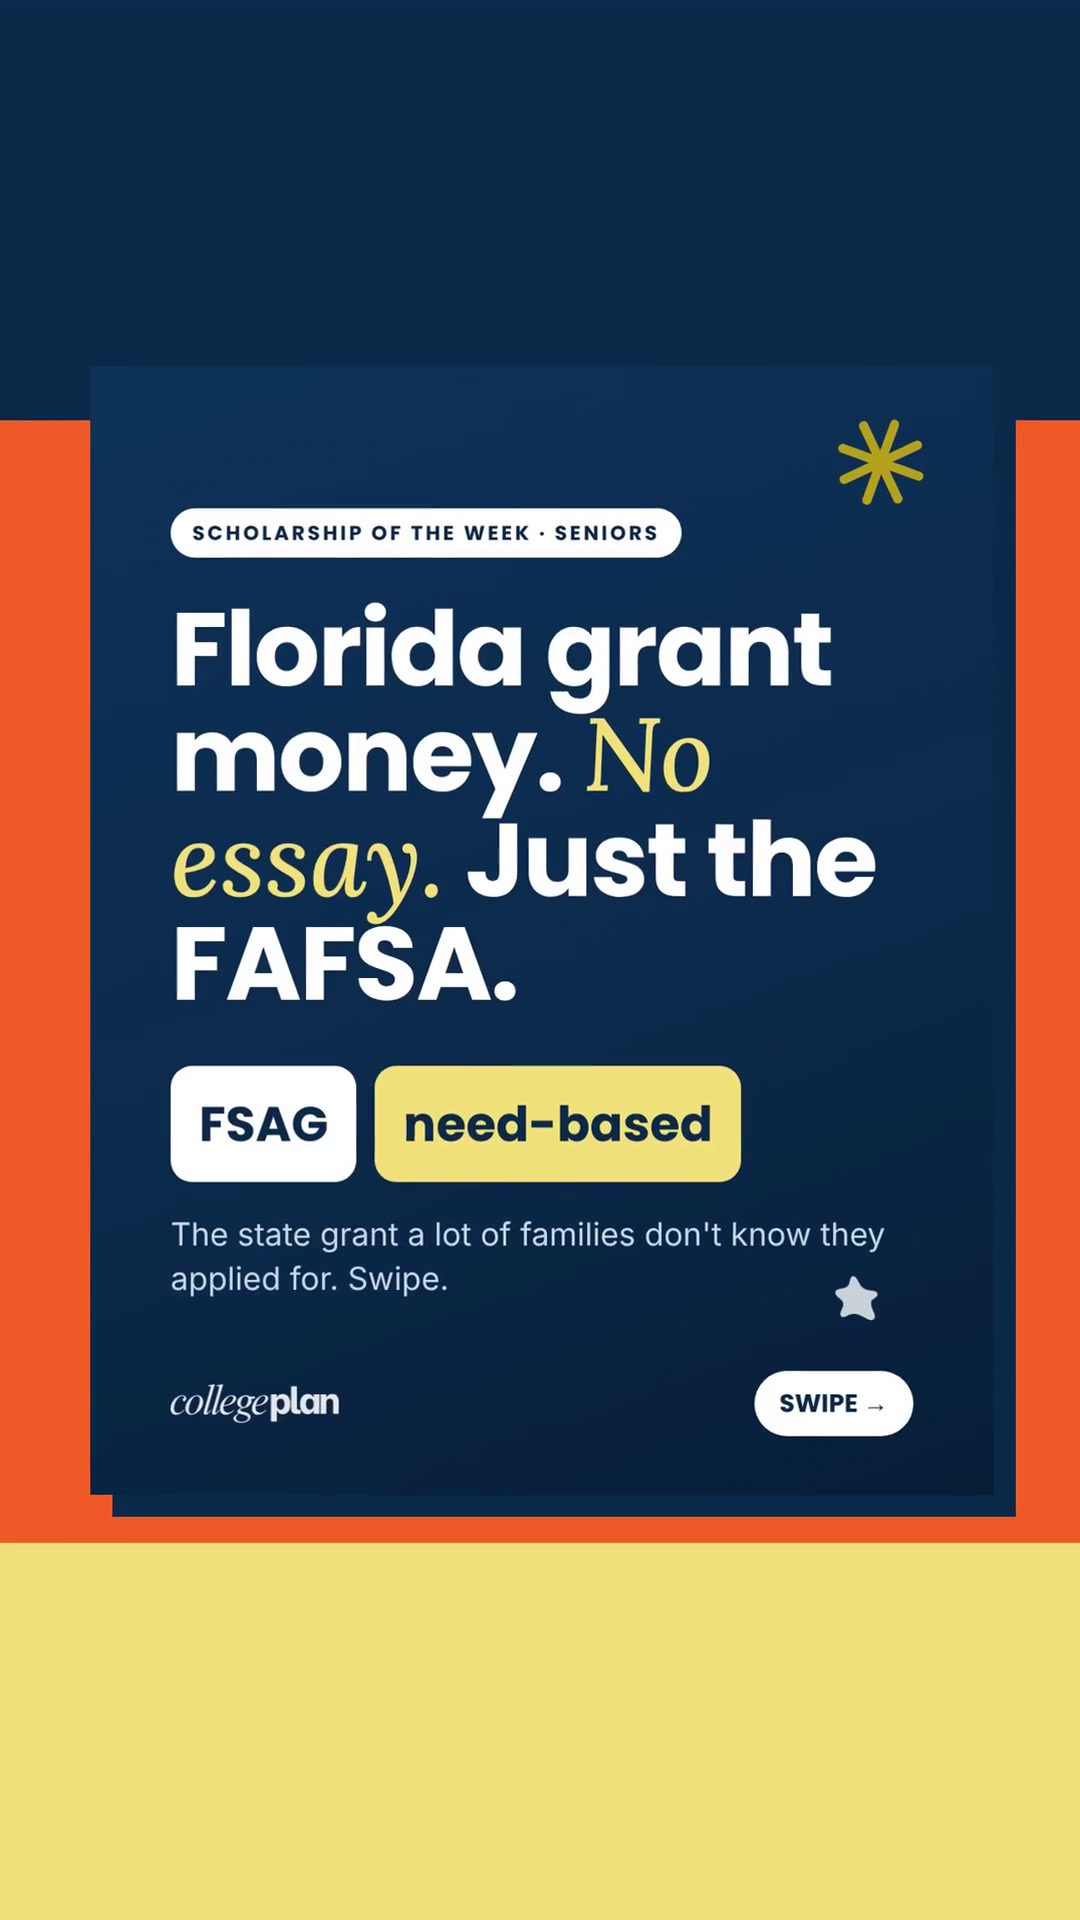 SCHOLARSHIP OF THE WEEK · SENIORS
Florida grant
money. No
essay. Just the
FAFSA.
FSAG
need-based
The state grant a lot of families don't know they
applied for. Swipe.
collegeplan
SWIPE →